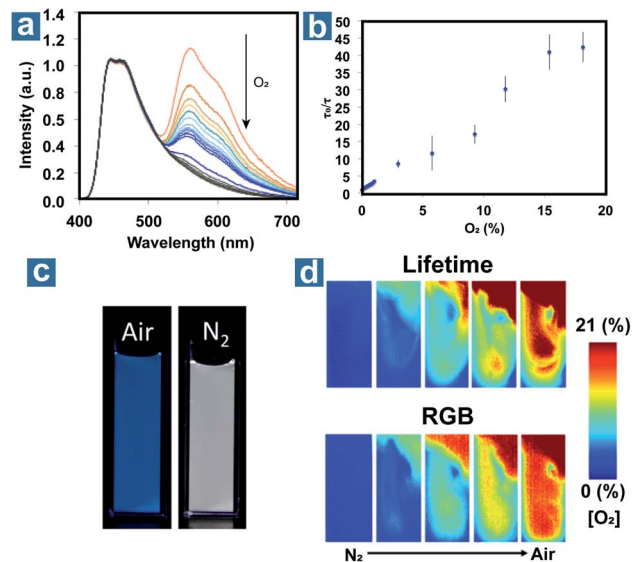 a
1.4
1.2
1.0
0.8
0.6
0.4
0.2
0.0
Intensity (a.u.)
O₂
400 500 600 700
Wavelength (nm)
b
50
45
40
35
30
25
20
15
10
5
0
τ₀/τ
0 5 10 15 20
O₂ (%)
c
Air N₂
d
Lifetime
21 (%)
RGB
0 (%)
[O₂]
N₂ Air